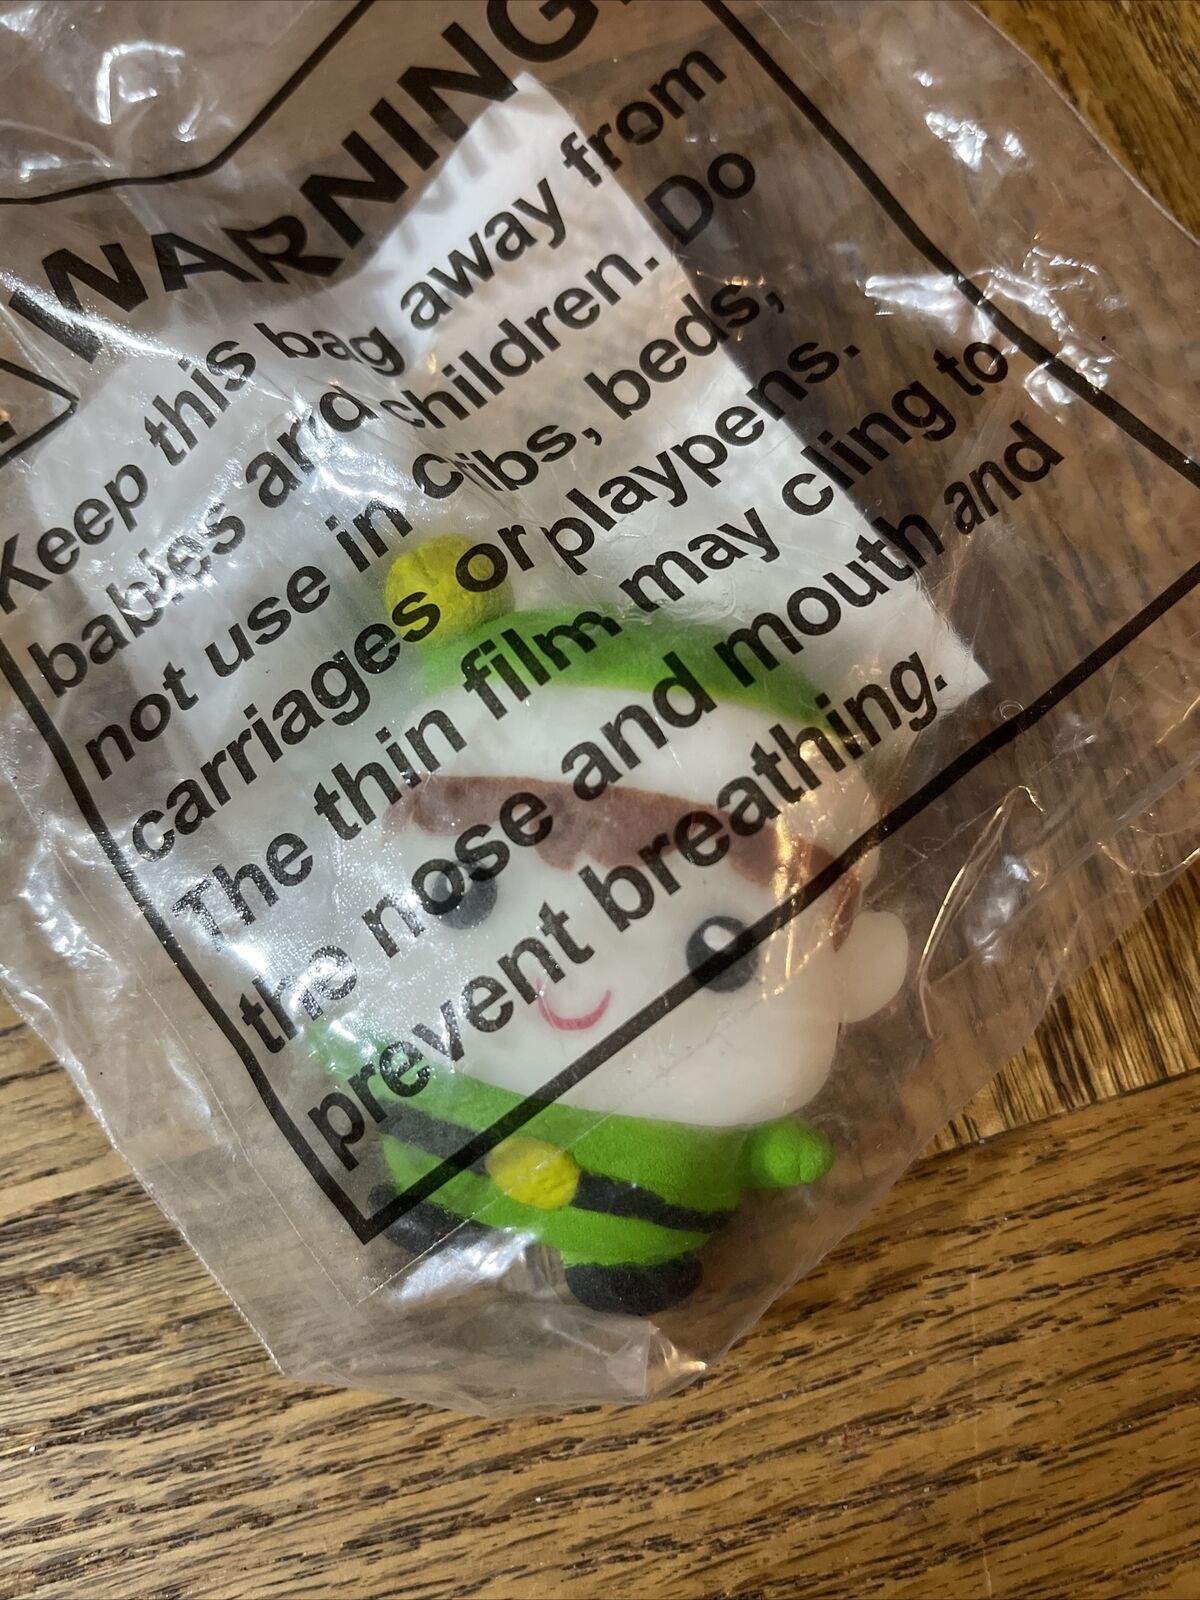 WARNING!
Keep this bag away from
babies and children. Do
not use in cribs, beds,
carriages or playpens.
The thin film may cling to
the nose and mouth and
prevent breathing.